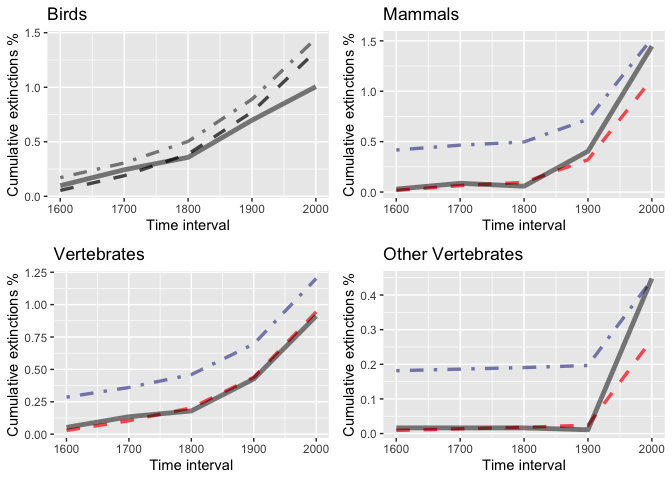 Birds
Cumulative extinctions %
1.5
1.0
0.5
0.0
1600 1700 1800 1900 2000
Time interval
Mammals
Cumulative extinctions %
1.5
1.0
0.5
0.0
1600 1700 1800 1900 2000
Time interval
Vertebrates
Cumulative extinctions %
1.25
1.00
0.75
0.50
0.25
0.00
1600 1700 1800 1900 2000
Time interval
Other Vertebrates
Cumulative extinctions %
0.4
0.3
0.2
0.1
0.0
1600 1700 1800 1900 2000
Time interval